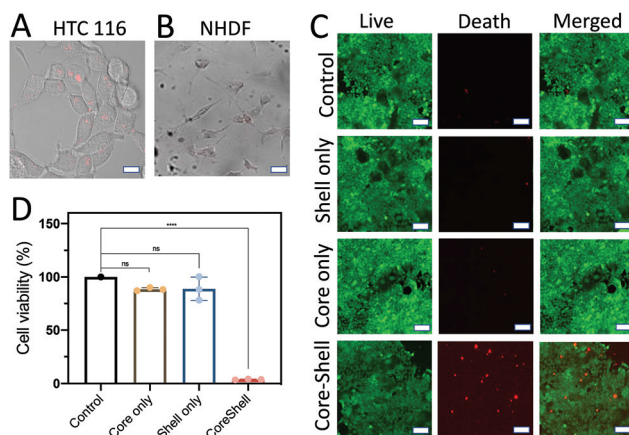 A HTC 116
B NHDF
C Live Death Merged
Control
Shell only
Core only
Core-Shell
D
Cell viability (%)
150
100
50
0
ns
ns
****
Control
Core only
Shell only
CoreShell